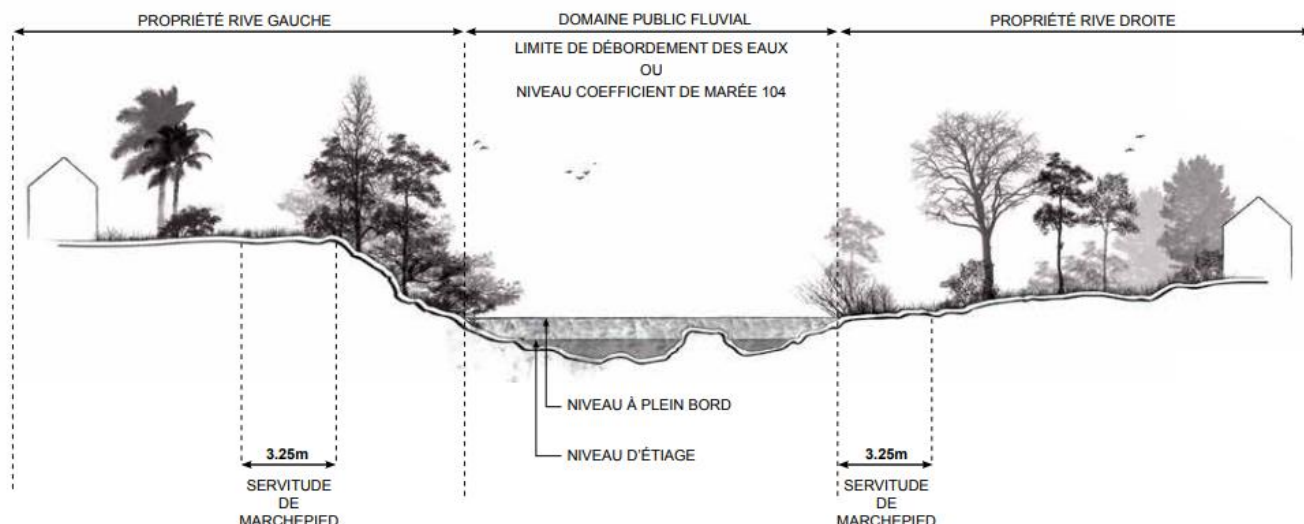 PROPRIÉTÉ RIVE GAUCHE
DOMAINE PUBLIC FLUVIAL
PROPRIÉTÉ RIVE DROITE
LIMITE DE DÉBORDEMENT DES EAUX
OU
NIVEAU COEFFICIENT DE MARÉE 104
NIVEAU À PLEIN BORD
NIVEAU D'ÉTIAGE
3.25m
SERVITUDE
DE
MARCHEPIED
3.25m
SERVITUDE
DE
MARCHEPIED